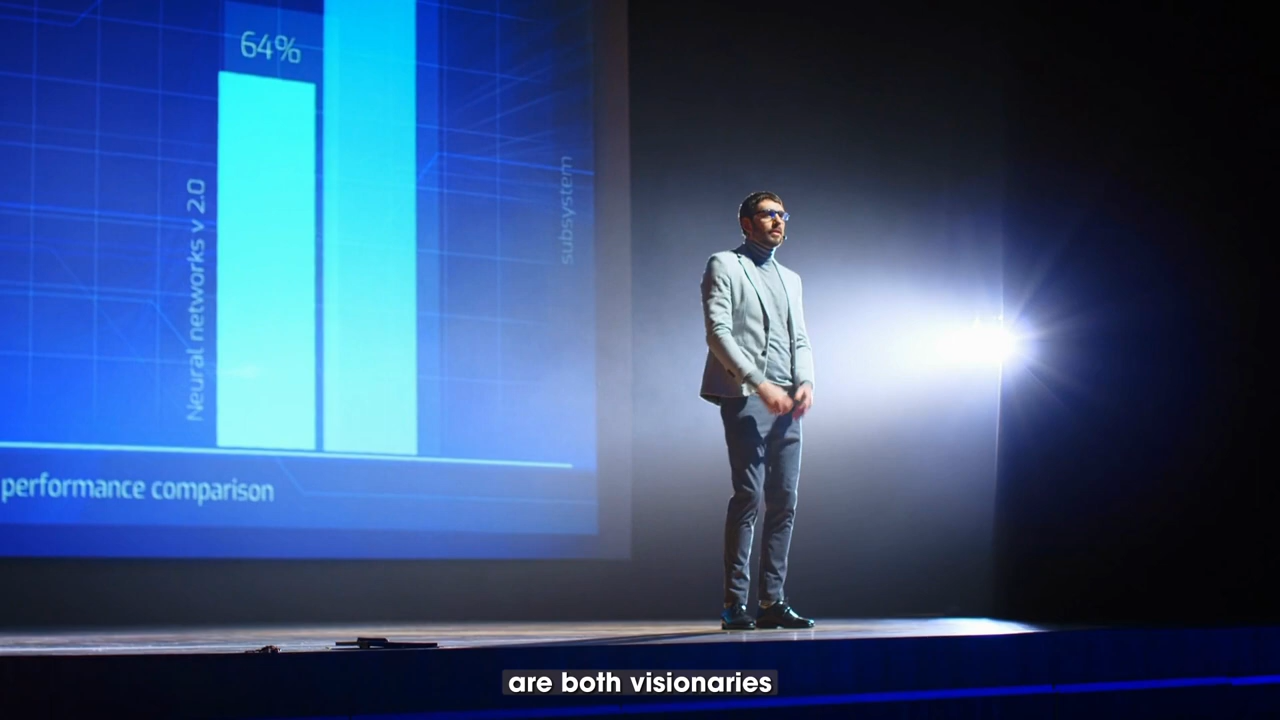 64%
Neural networks v 2.0
subsystem
performance comparison
are both visionaries